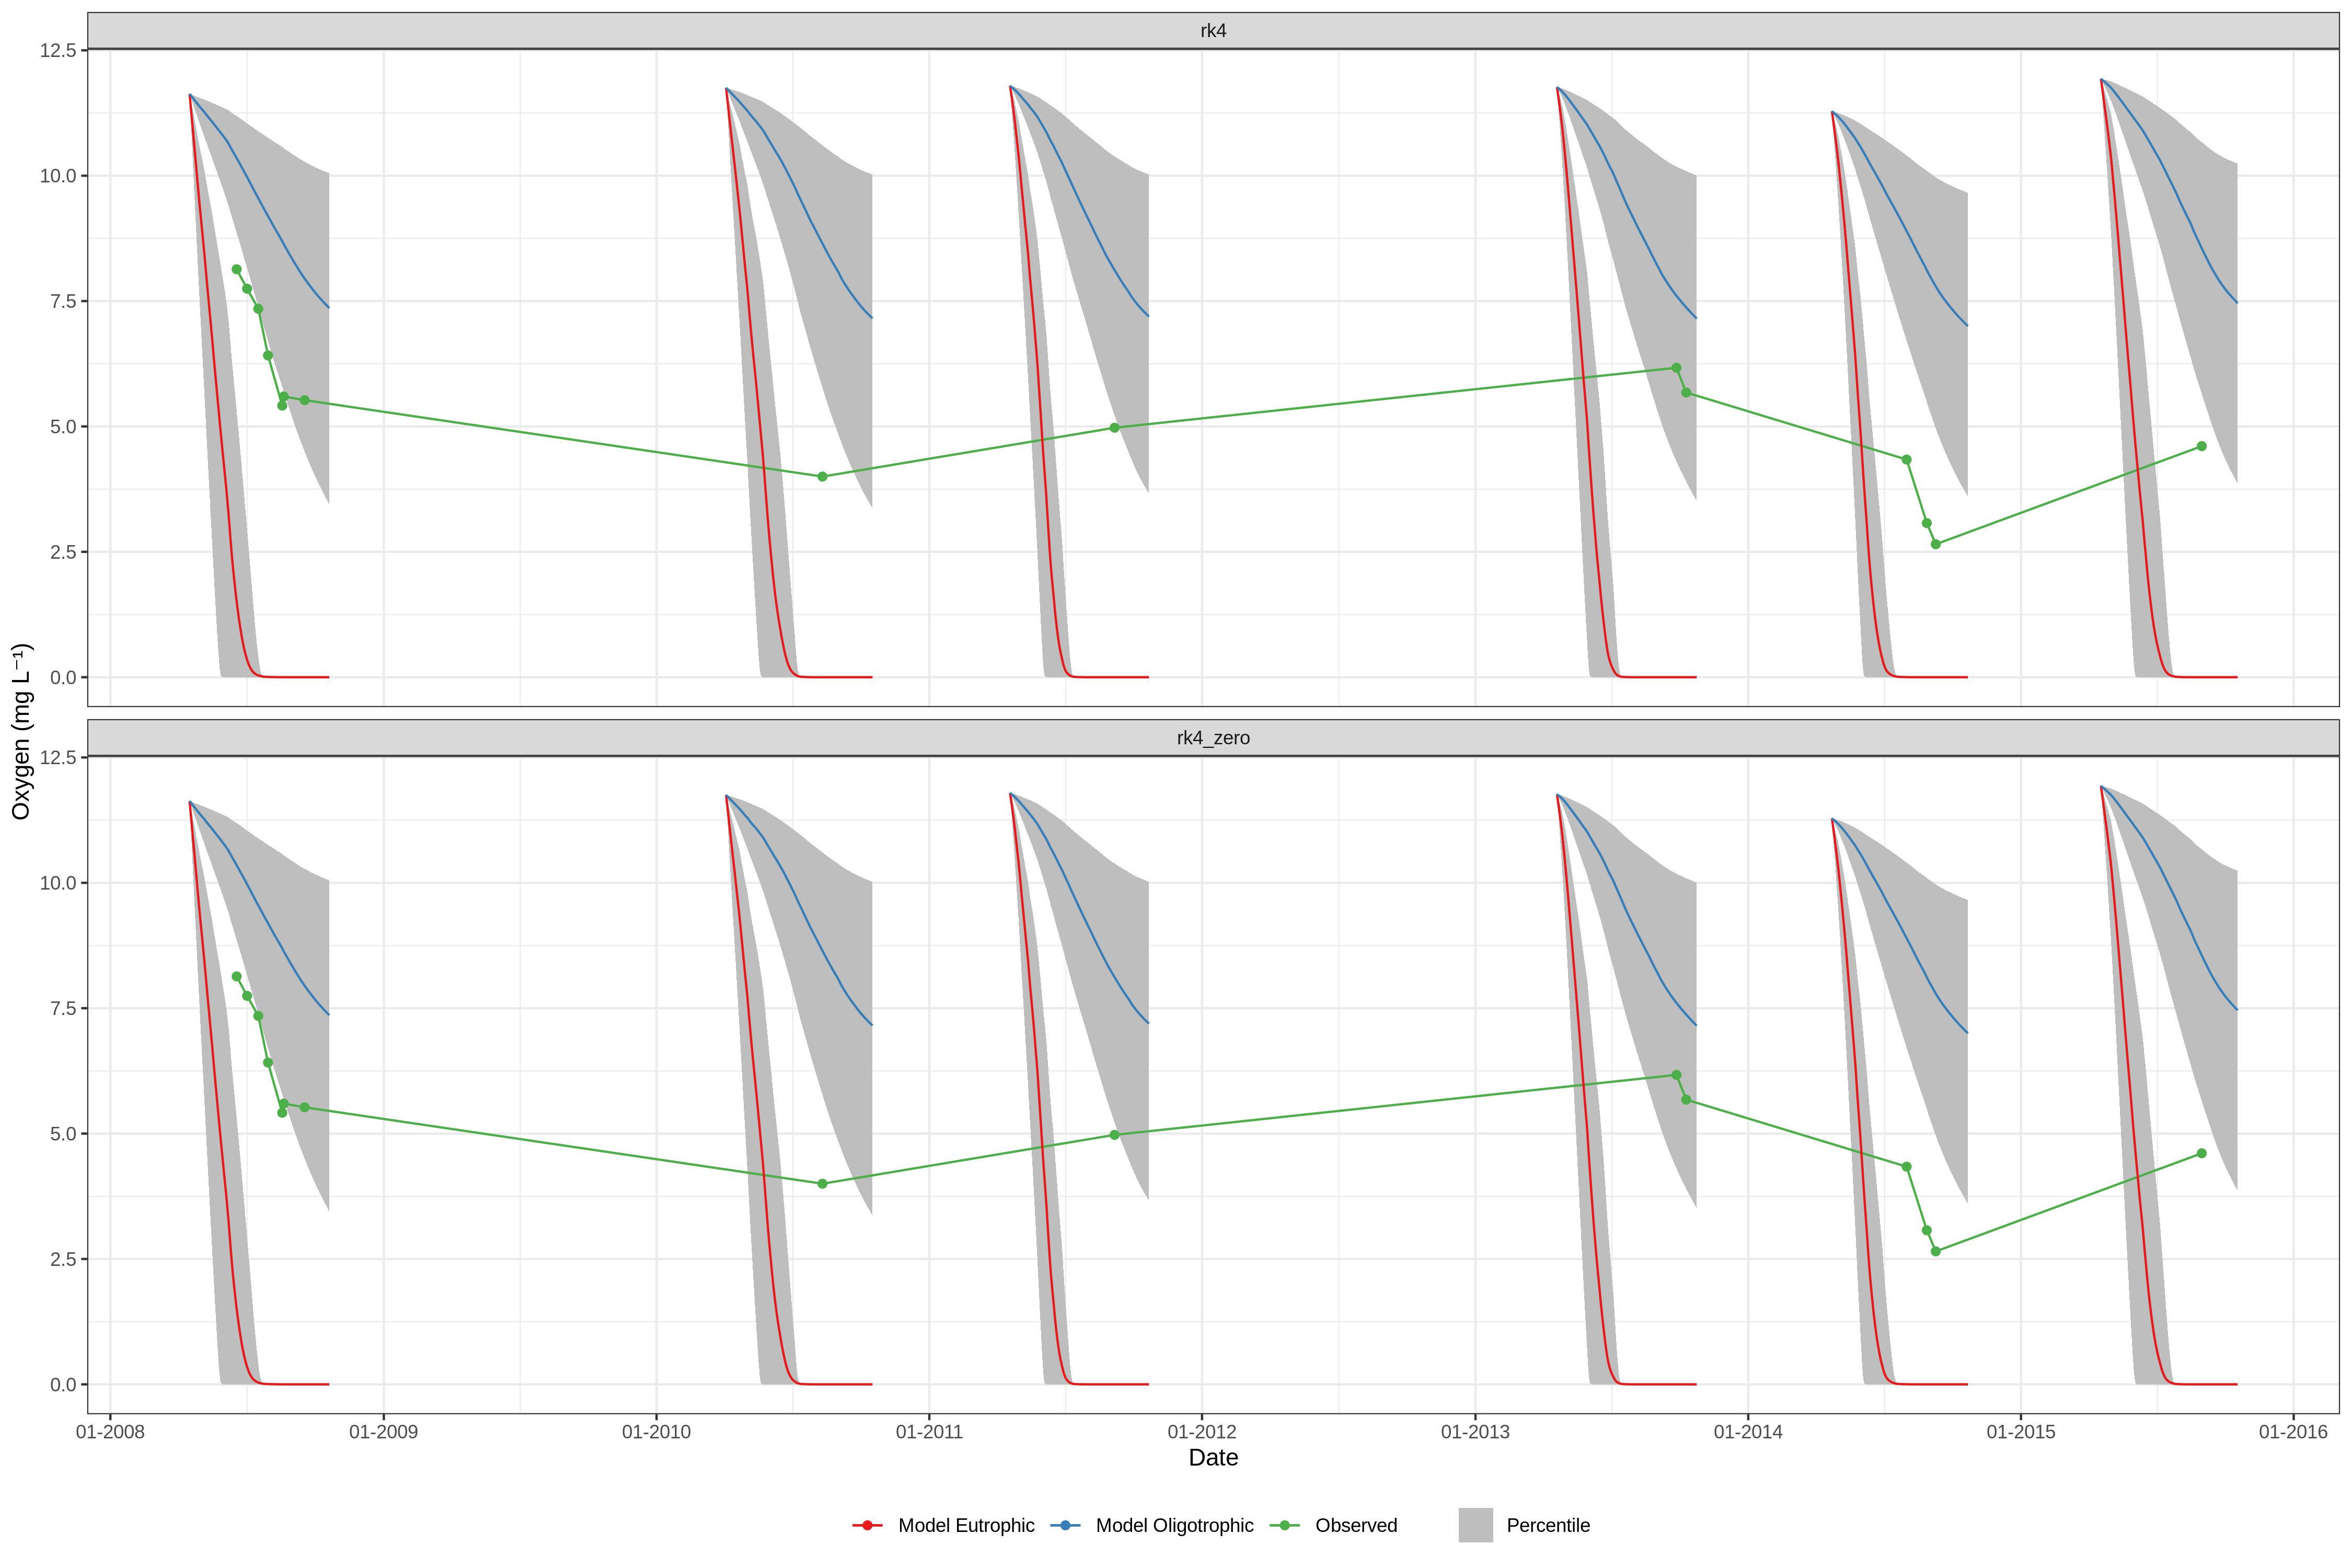 rk4
12.5
10.0
7.5
5.0
2.5
0.0
Oxygen (mg L⁻¹)
rk4_zero
12.5
10.0
7.5
5.0
2.5
0.0
01-2008 01-2009 01-2010 01-2011 01-2012 01-2013 01-2014 01-2015 01-2016
Date
Model Eutrophic Model Oligotrophic Observed Percentile